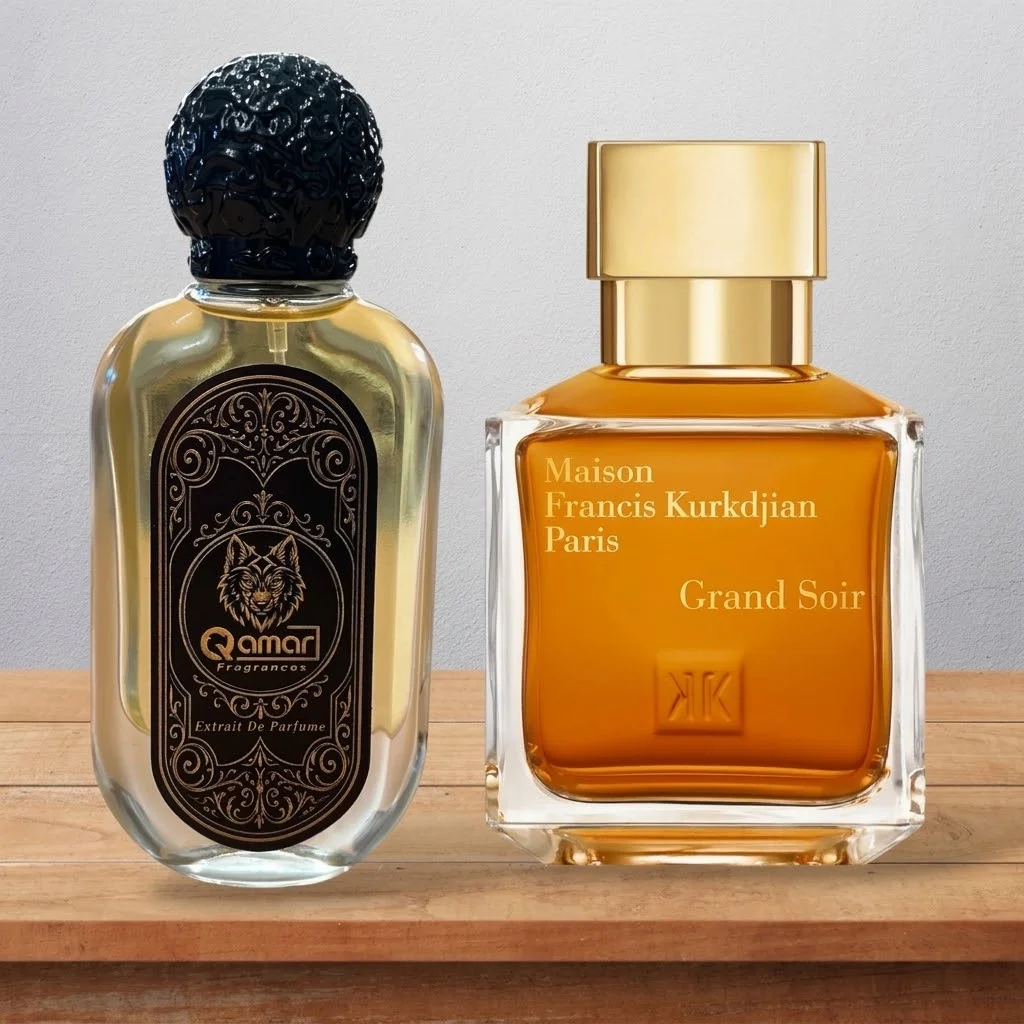 Qamar
Fragrances
Extrait De Parfume
Maison
Francis Kurkdjian
Paris
Grand Soir